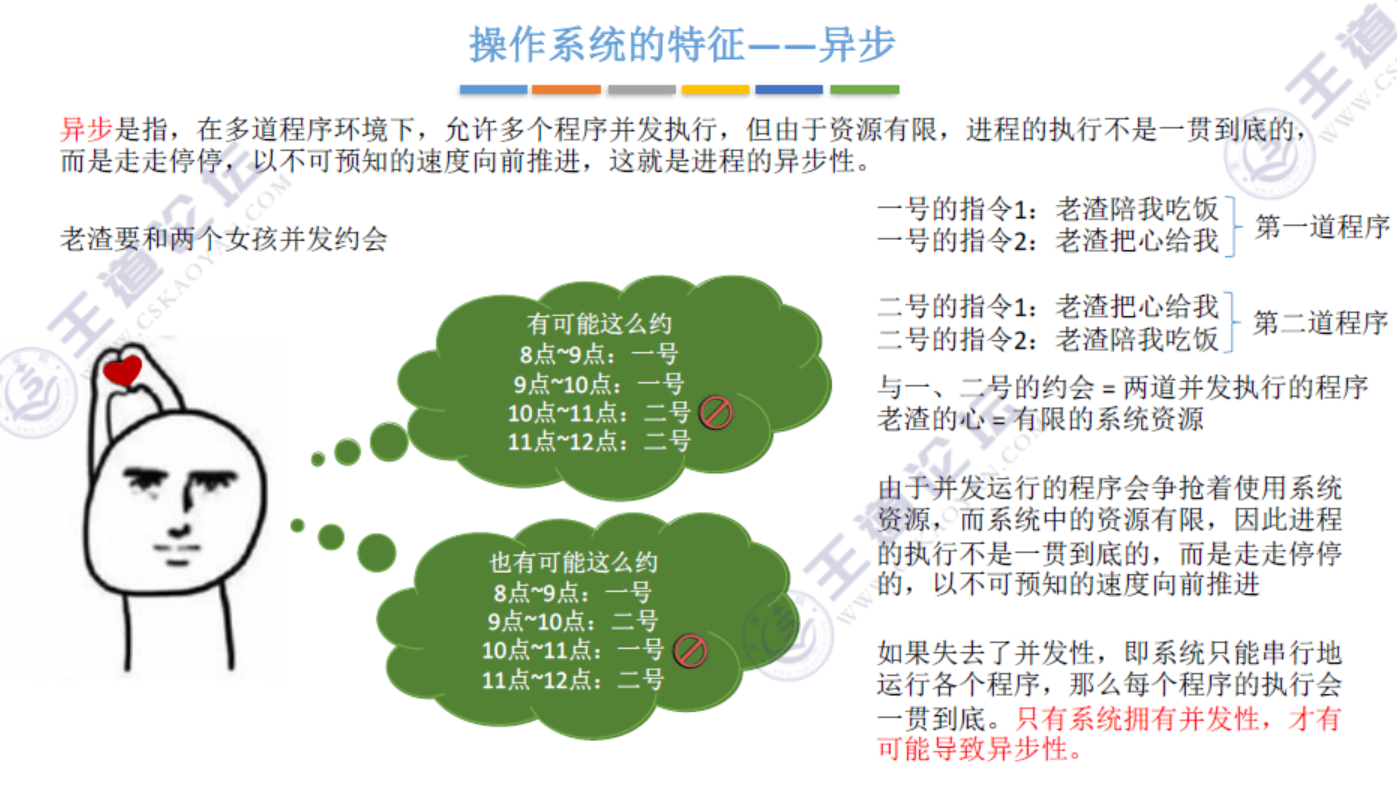 操作系统的特征——异步
异步是指，在多道程序环境下，允许多个程序并发执行，但由于资源有限，进程的执行不是一贯到底的，
而是走走停停，以不可预知的速度向前推进，这就是进程的异步性。
老渣要和两个女孩并发约会
有可能这么约
8点~9点：一号
9点~10点：一号
10点~11点：二号
11点~12点：二号
也有可能这么约
8点~9点：一号
9点~10点：二号
10点~11点：一号
11点~12点：二号
一号的指令1：老渣陪我吃饭
一号的指令2：老渣把心给我
第一道程序
二号的指令1：老渣把心给我
二号的指令2：老渣陪我吃饭
第二道程序
与一、二号的约会 = 两道并发执行的程序
老渣的心 = 有限的系统资源
由于并发运行的程序会争抢着使用系统
资源，而系统中的资源有限，因此进程
的执行不是一贯到底的，而是走走停停
的，以不可预知的速度向前推进
如果失去了并发性，即系统只能串行地
运行各个程序，那么每个程序的执行会
一贯到底。只有系统拥有并发性，才有
可能导致异步性。
王道论坛
WWW.CSKAOYAN.COM